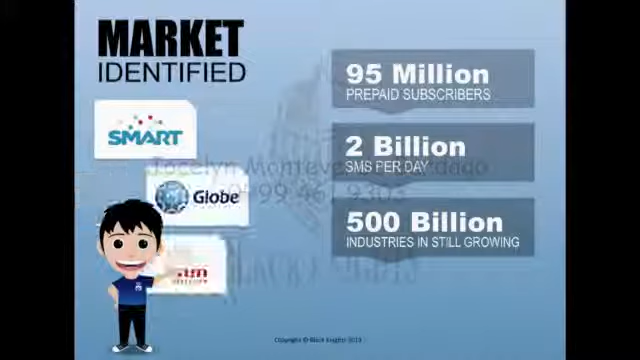 MARKET
IDENTIFIED
95 Million
PREPAID SUBSCRIBERS
SMART
2 Billion
SMS PER DAY
Globe
500 Billion
INDUSTRIES IN STILL GROWING
Copyright © Black Knights